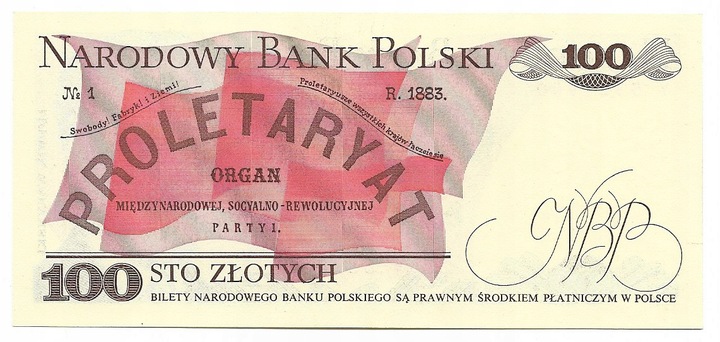 NARODOWY BANK POLSKI
100
№ 1
R. 1883.
Swobody! Fabryk! i Ziemi!
Proletaryusze wszystkich krajów łączcie się
PROLETARYAT
ORGAN
MIĘDZYNARODOWEJ, SOCYALNO-REWOLUCYJNEJ
PARTYI.
NBP
100 STO ZŁOTYCH
BILETY NARODOWEGO BANKU POLSKIEGO SĄ PRAWNYM ŚRODKIEM PŁATNICZYM W POLSCE